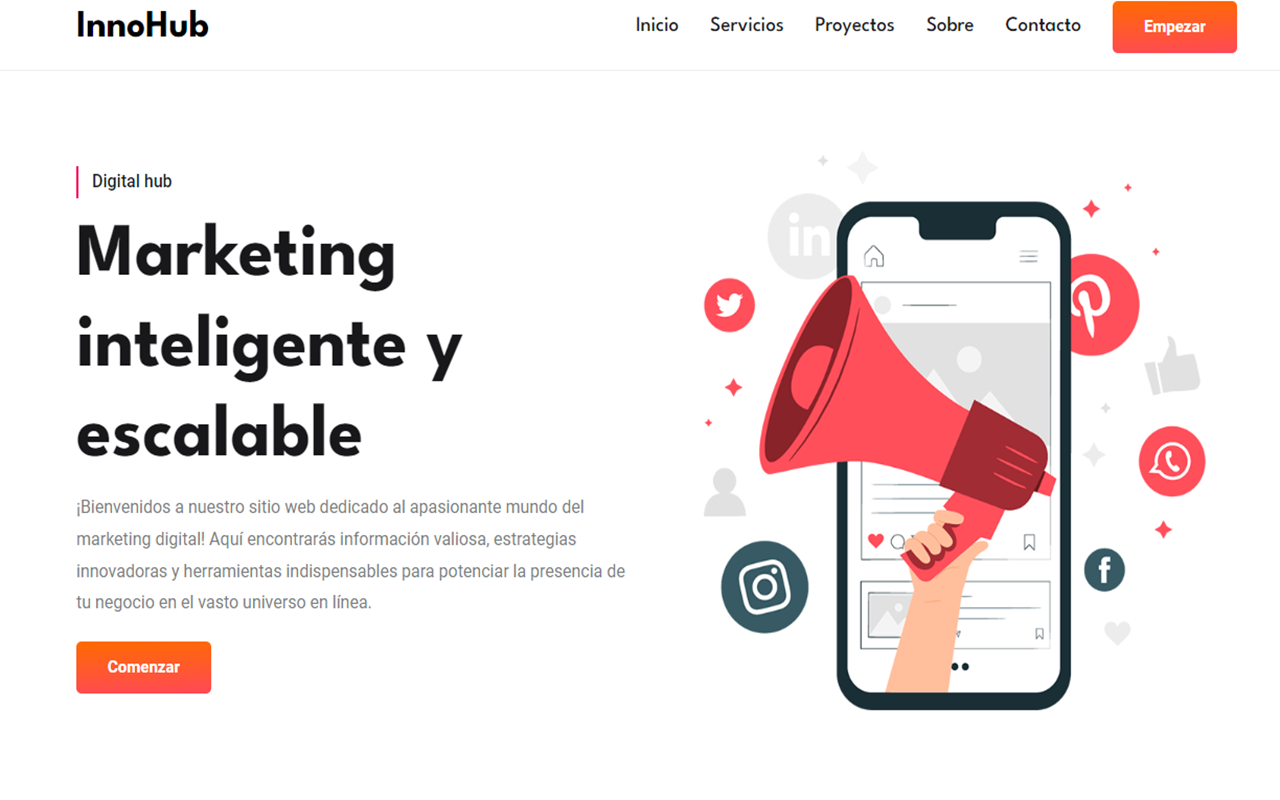 InnoHub
Inicio Servicios Proyectos Sobre Contacto Empezar
Digital hub
Marketing
inteligente y
escalable
¡Bienvenidos a nuestro sitio web dedicado al apasionante mundo del
marketing digital! Aquí encontrarás información valiosa, estrategias
innovadoras y herramientas indispensables para potenciar la presencia de
tu negocio en el vasto universo en línea.
Comenzar
in